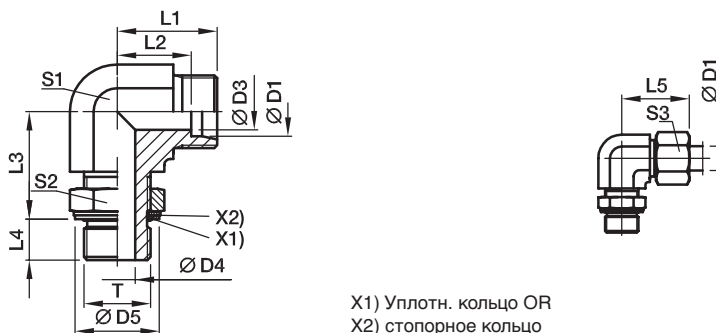 L1
L2
S1
Ø D3
Ø D1
L3
S2
X2)
X1)
L4
Ø D4
T
Ø D5
L5
S3
Ø D1
X1) Уплотн. кольцо OR
X2) стопорное кольцо